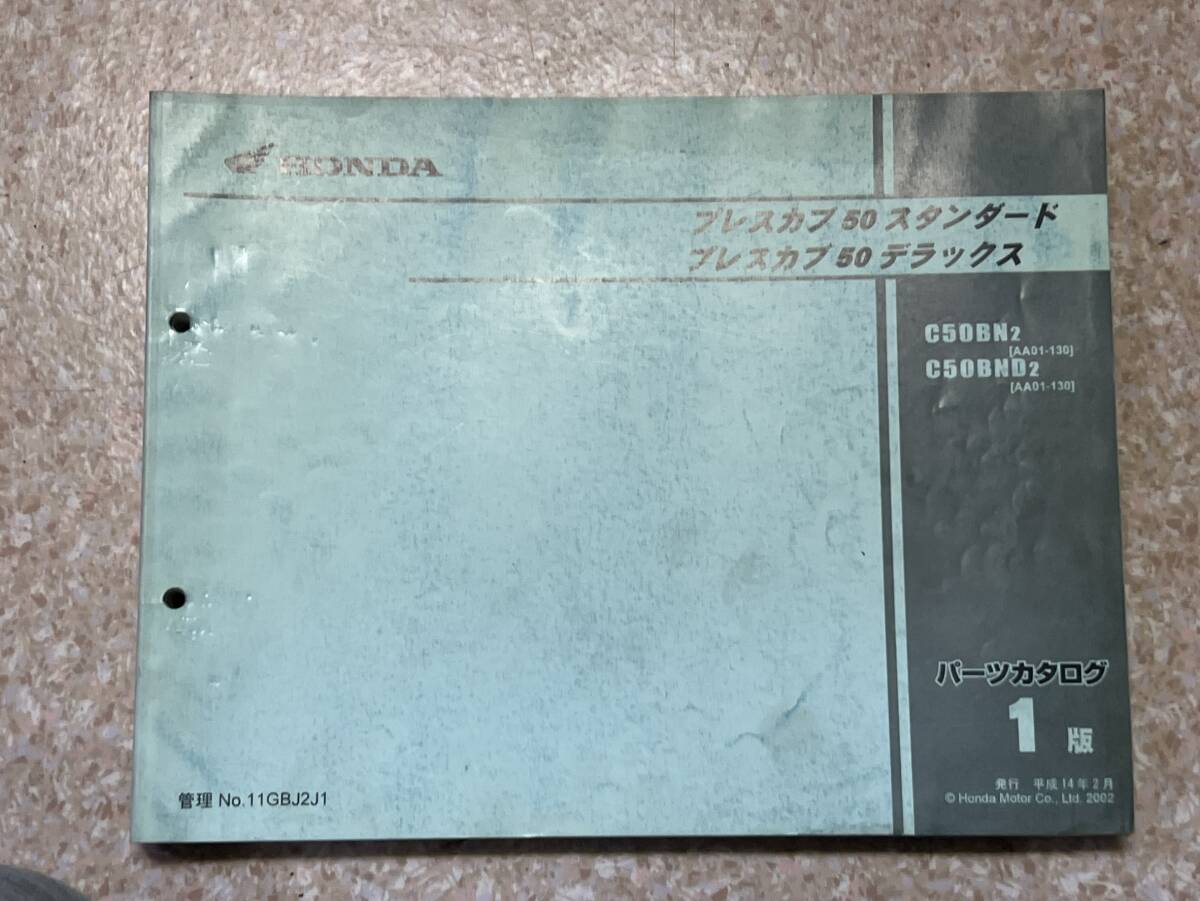 HONDA
プレスカブ 50 スタンダード
プレスカブ 50 デラックス
C50BN2
[AA01-130]
C50BND2
[AA01-130]
パーツカタログ
1 版
発行 平成14年2月
© Honda Motor Co., Ltd. 2002
管理 No.11GBJ2J1